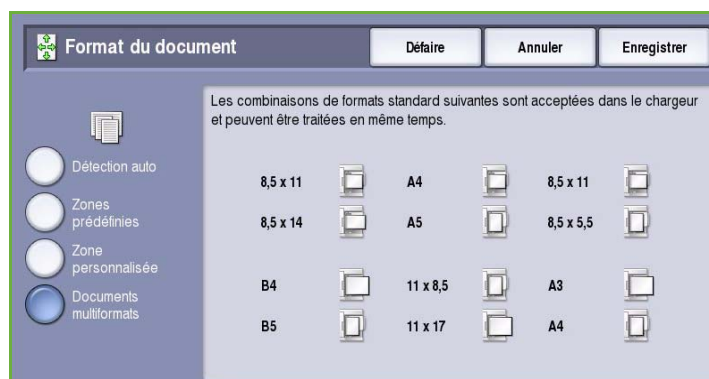 Format du document
Défaire
Annuler
Enregistrer
Les combinaisons de formats standard suivantes sont acceptées dans le chargeur
et peuvent être traitées en même temps.
Détection auto
Zones
prédéfinies
Zone
personnalisée
Documents
multiformats
8,5 x 11 A4 8,5 x 11
8,5 x 14 A5 8,5 x 5,5
B4 11 x 8,5 A3
B5 11 x 17 A4